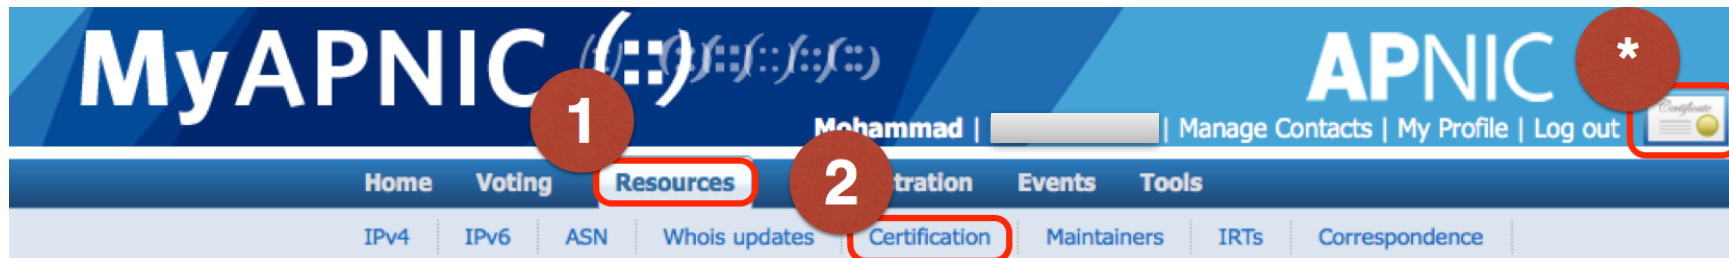 MyAPNIC (::) (::) (::) (::) (::)
APNIC
*
Certificate
1
Mohammad | | Manage Contacts | My Profile | Log out
Home Voting Resources 2 tration Events Tools
IPv4 IPv6 ASN Whois updates Certification Maintainers IRTs Correspondence